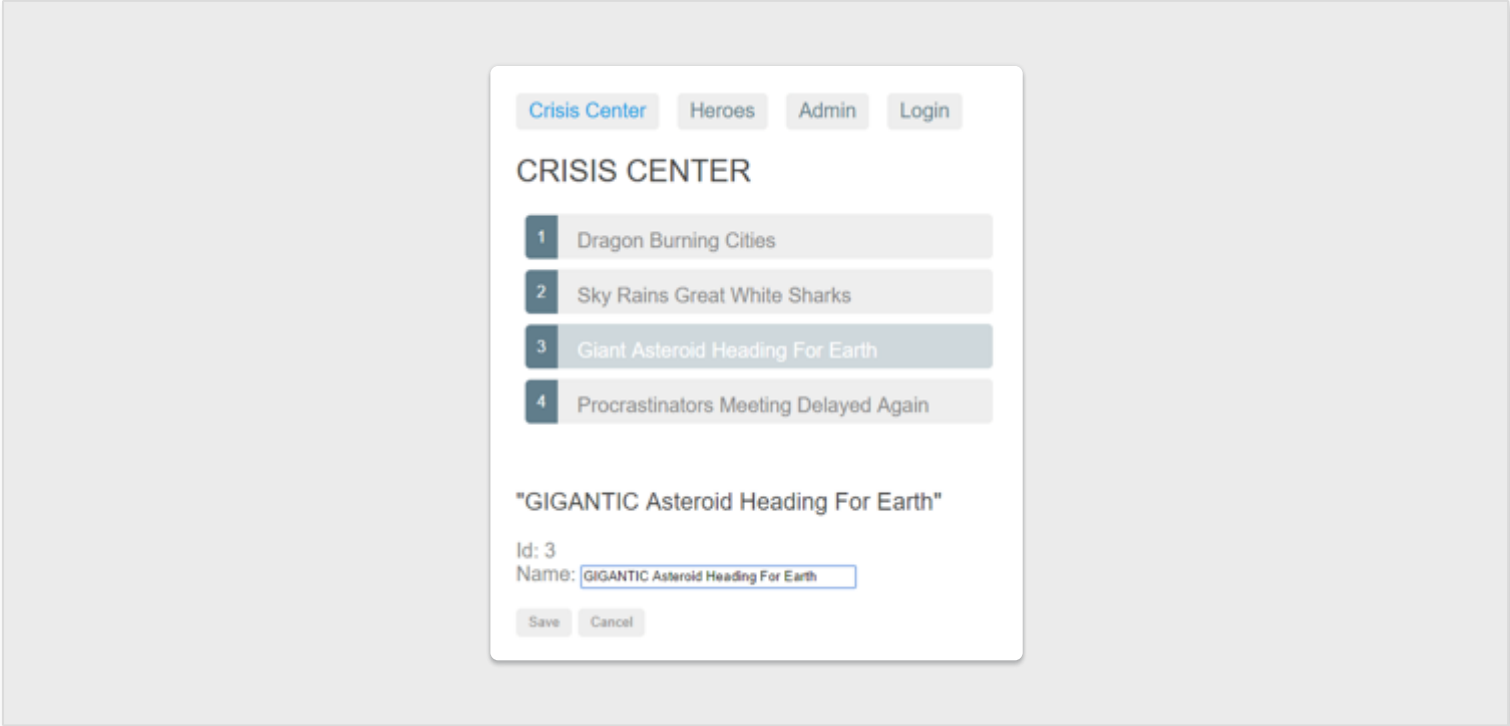 Crisis Center Heroes Admin Login
CRISIS CENTER
1 Dragon Burning Cities
2 Sky Rains Great White Sharks
3 Giant Asteroid Heading For Earth
4 Procrastinators Meeting Delayed Again
"GIGANTIC Asteroid Heading For Earth"
Id: 3
Name: GIGANTIC Asteroid Heading For Earth
Save Cancel